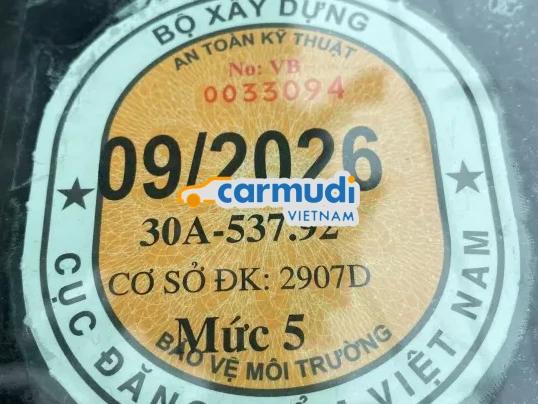 BỘ XÂY DỰNG
AN TOÀN KỸ THUẬT
No: VB
0033094
09/2026
carmudi
VIETNAM
30A-537.92
CƠ SỞ ĐK: 2907D
Mức 5
BẢO VỆ MÔI TRƯỜNG
CỤC ĐĂNG VIỆT NAM